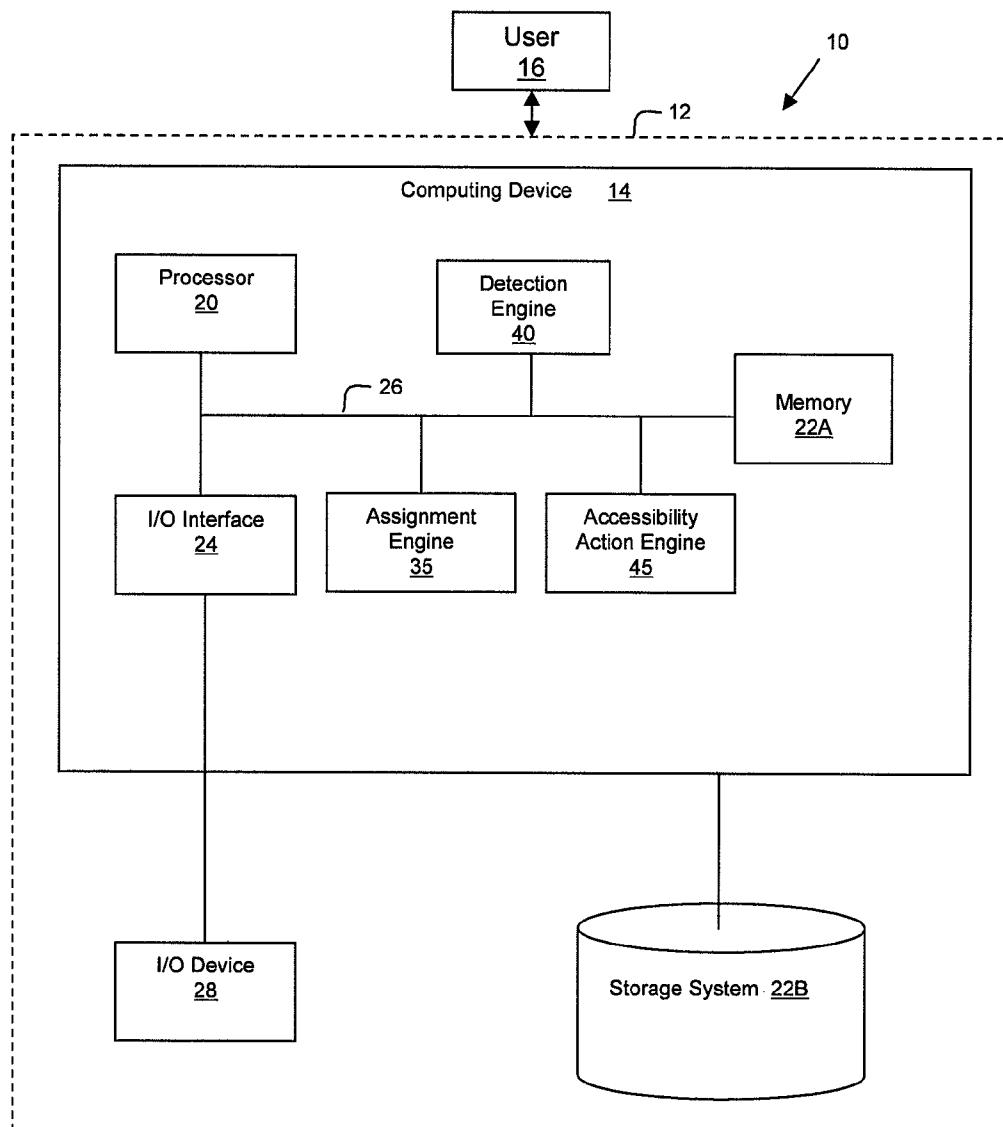 User
16
10
12
Computing Device 14
Processor
20
Detection
Engine
40
26
Memory
22A
I/O Interface
24
Assignment
Engine
35
Accessibility
Action Engine
45
I/O Device
28
Storage System 22B